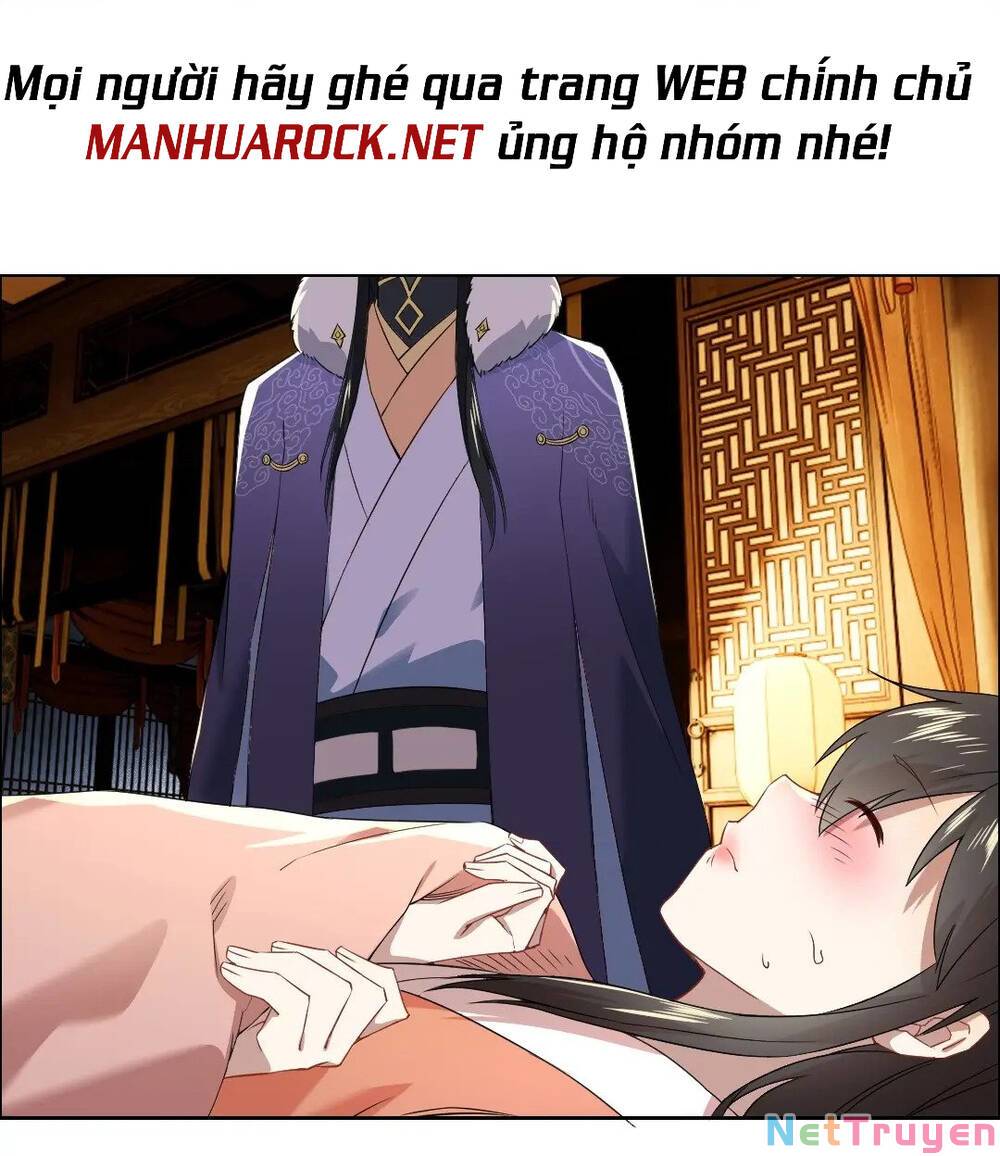 Mọi người hãy ghé qua trang WEB chính chủ
MANHUAROCK.NET ủng hộ nhóm nhé!
NetTruyen